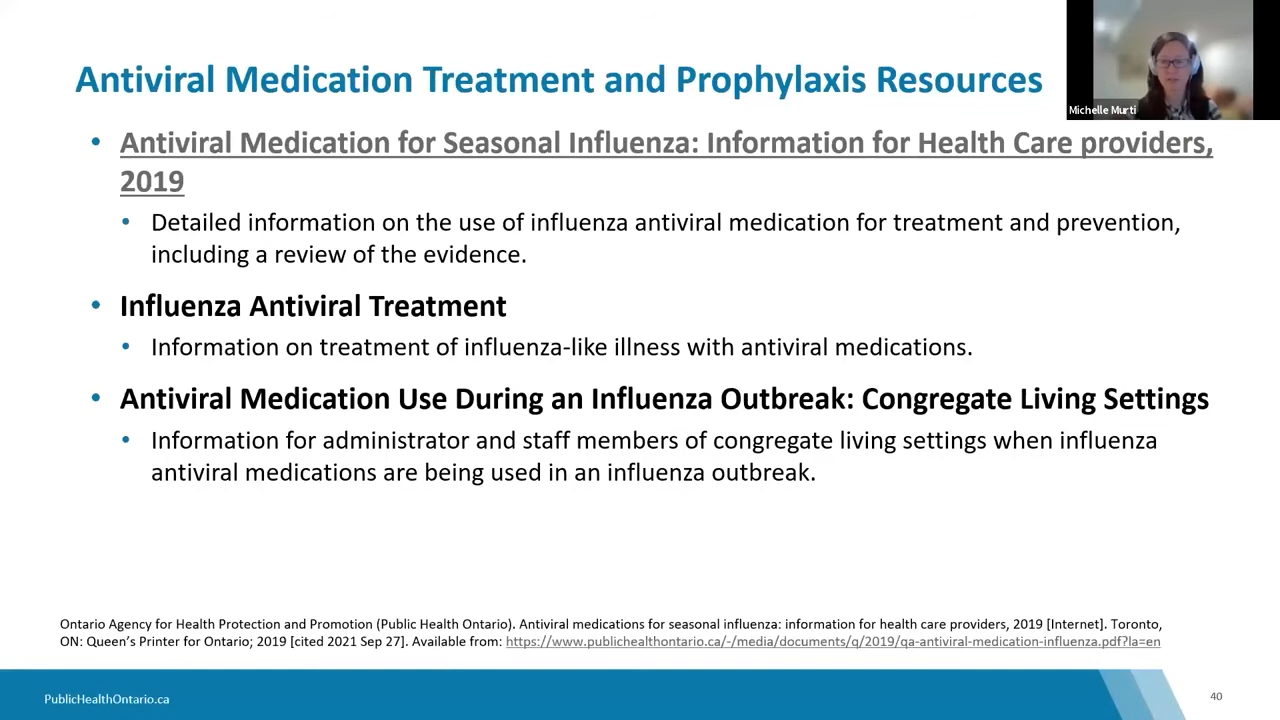 Antiviral Medication Treatment and Prophylaxis Resources
Michelle Murti
• Antiviral Medication for Seasonal Influenza: Information for Health Care providers,
2019
• Detailed information on the use of influenza antiviral medication for treatment and prevention,
including a review of the evidence.
• Influenza Antiviral Treatment
• Information on treatment of influenza-like illness with antiviral medications.
• Antiviral Medication Use During an Influenza Outbreak: Congregate Living Settings
• Information for administrator and staff members of congregate living settings when influenza
antiviral medications are being used in an influenza outbreak.
Ontario Agency for Health Protection and Promotion (Public Health Ontario). Antiviral medications for seasonal influenza: information for health care providers, 2019 [Internet]. Toronto,
ON: Queen's Printer for Ontario; 2019 [cited 2021 Sep 27]. Available from: https://www.publichealthontario.ca/-/media/documents/q/2019/qa-antiviral-medication-influenza.pdf?la=en
PublicHealthOntario.ca
40